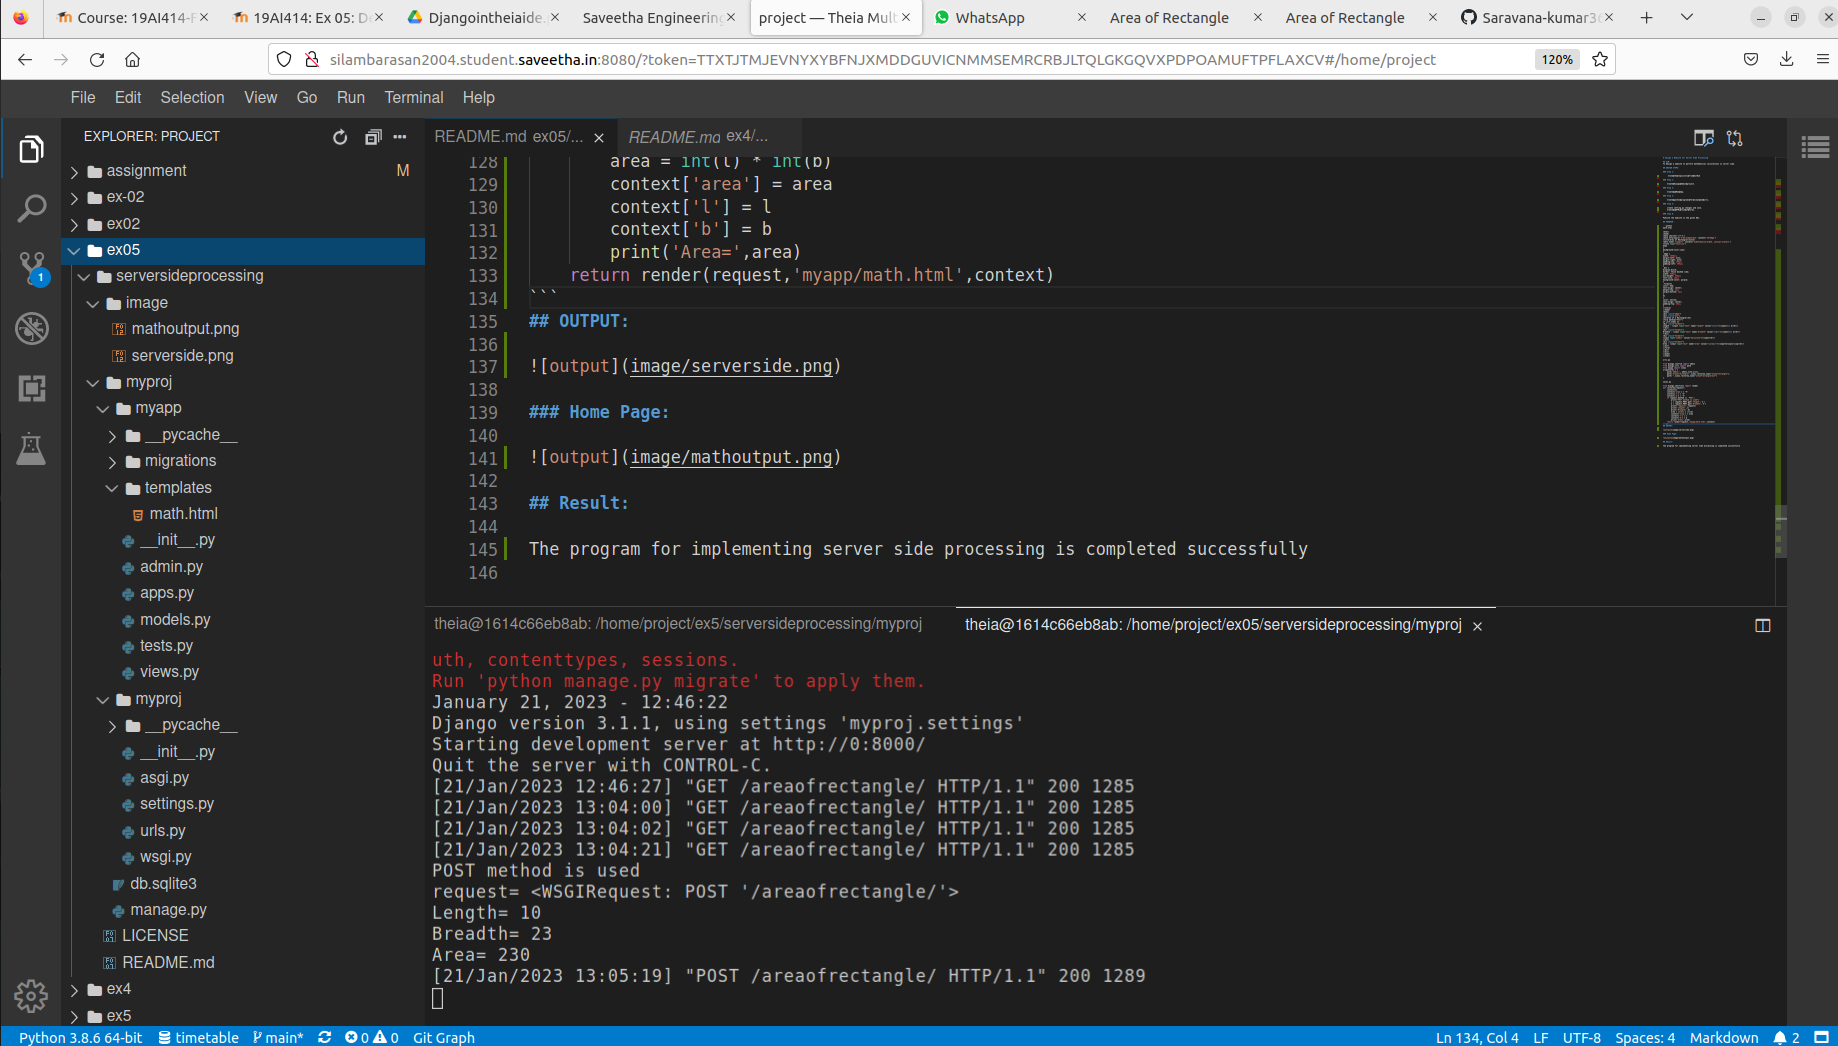 Course: 19AI414-F
19AI414: Ex 05: De
Djangointheiaide.
Saveetha Engineering
project — Theia Mult
WhatsApp
Area of Rectangle
Area of Rectangle
Saravana-kumar36
silambarasan2004.student.saveetha.in:8080/?token=TTXTJTMJEVNYXYBFNJXMDDGUVICNMMSEMRCRBJLTQLGKGQVXPDPOAMUFTPFLAXCV#/home/project
120%
File Edit Selection View Go Run Terminal Help
EXPLORER: PROJECT
assignment M
ex-02
ex02
ex05
serversideprocessing
image
mathoutput.png
serverside.png
myproj
myapp
__pycache__
migrations
templates
math.html
__init__.py
admin.py
apps.py
models.py
tests.py
views.py
myproj
__pycache__
__init__.py
asgi.py
settings.py
urls.py
wsgi.py
db.sqlite3
manage.py
LICENSE
README.md
ex4
ex5
1
README.md ex05/...
README.md ex4/...
128 area = int(l) * int(b)
129 context['area'] = area
130 context['l'] = l
131 context['b'] = b
132 print('Area=',area)
133 return render(request,'myapp/math.html',context)
134 ```
135 ## OUTPUT:
136
137 ![output](image/serverside.png)
138
139 ### Home Page:
140
141 ![output](image/mathoutput.png)
142
143 ## Result:
144
145 The program for implementing server side processing is completed successfully
146
theia@1614c66eb8ab: /home/project/ex5/serversideprocessing/myproj
theia@1614c66eb8ab: /home/project/ex05/serversideprocessing/myproj
uth, contenttypes, sessions.
Run 'python manage.py migrate' to apply them.
January 21, 2023 - 12:46:22
Django version 3.1.1, using settings 'myproj.settings'
Starting development server at http://0:8000/
Quit the server with CONTROL-C.
[21/Jan/2023 12:46:27] "GET /areaofrectangle/ HTTP/1.1" 200 1285
[21/Jan/2023 13:04:00] "GET /areaofrectangle/ HTTP/1.1" 200 1285
[21/Jan/2023 13:04:02] "GET /areaofrectangle/ HTTP/1.1" 200 1285
[21/Jan/2023 13:04:21] "GET /areaofrectangle/ HTTP/1.1" 200 1285
POST method is used
request= <WSGIRequest: POST '/areaofrectangle/'>
Length= 10
Breadth= 23
Area= 230
[21/Jan/2023 13:05:19] "POST /areaofrectangle/ HTTP/1.1" 200 1289
Python 3.8.6 64-bit timetable main* 0 0 Git Graph
Ln 134, Col 4 LF UTF-8 Spaces: 4 Markdown 2